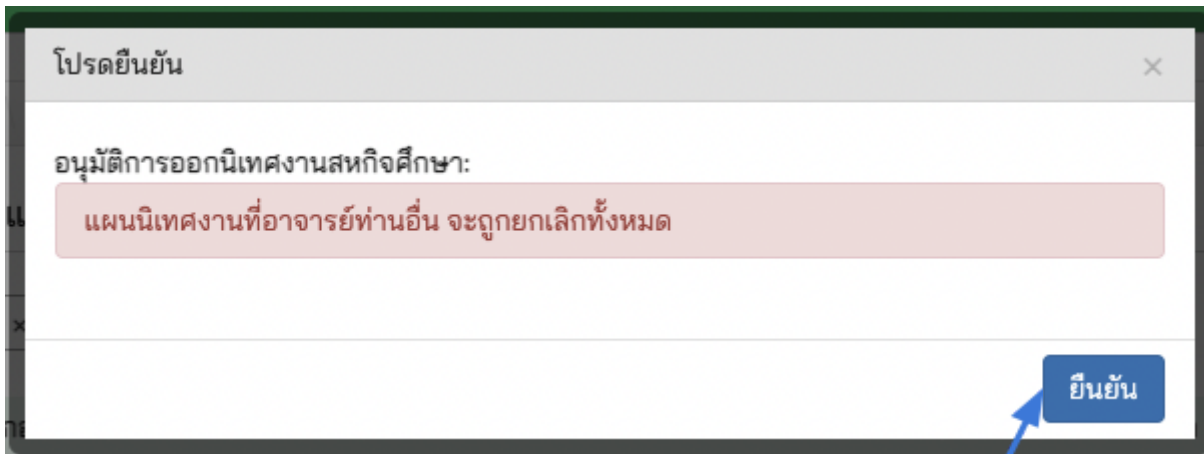 โปรดยืนยัน ×
อนุมัติการออกนิเทศงานสหกิจศึกษา:
แผนนิเทศงานที่อาจารย์ท่านอื่น จะถูกยกเลิกทั้งหมด
ยืนยัน